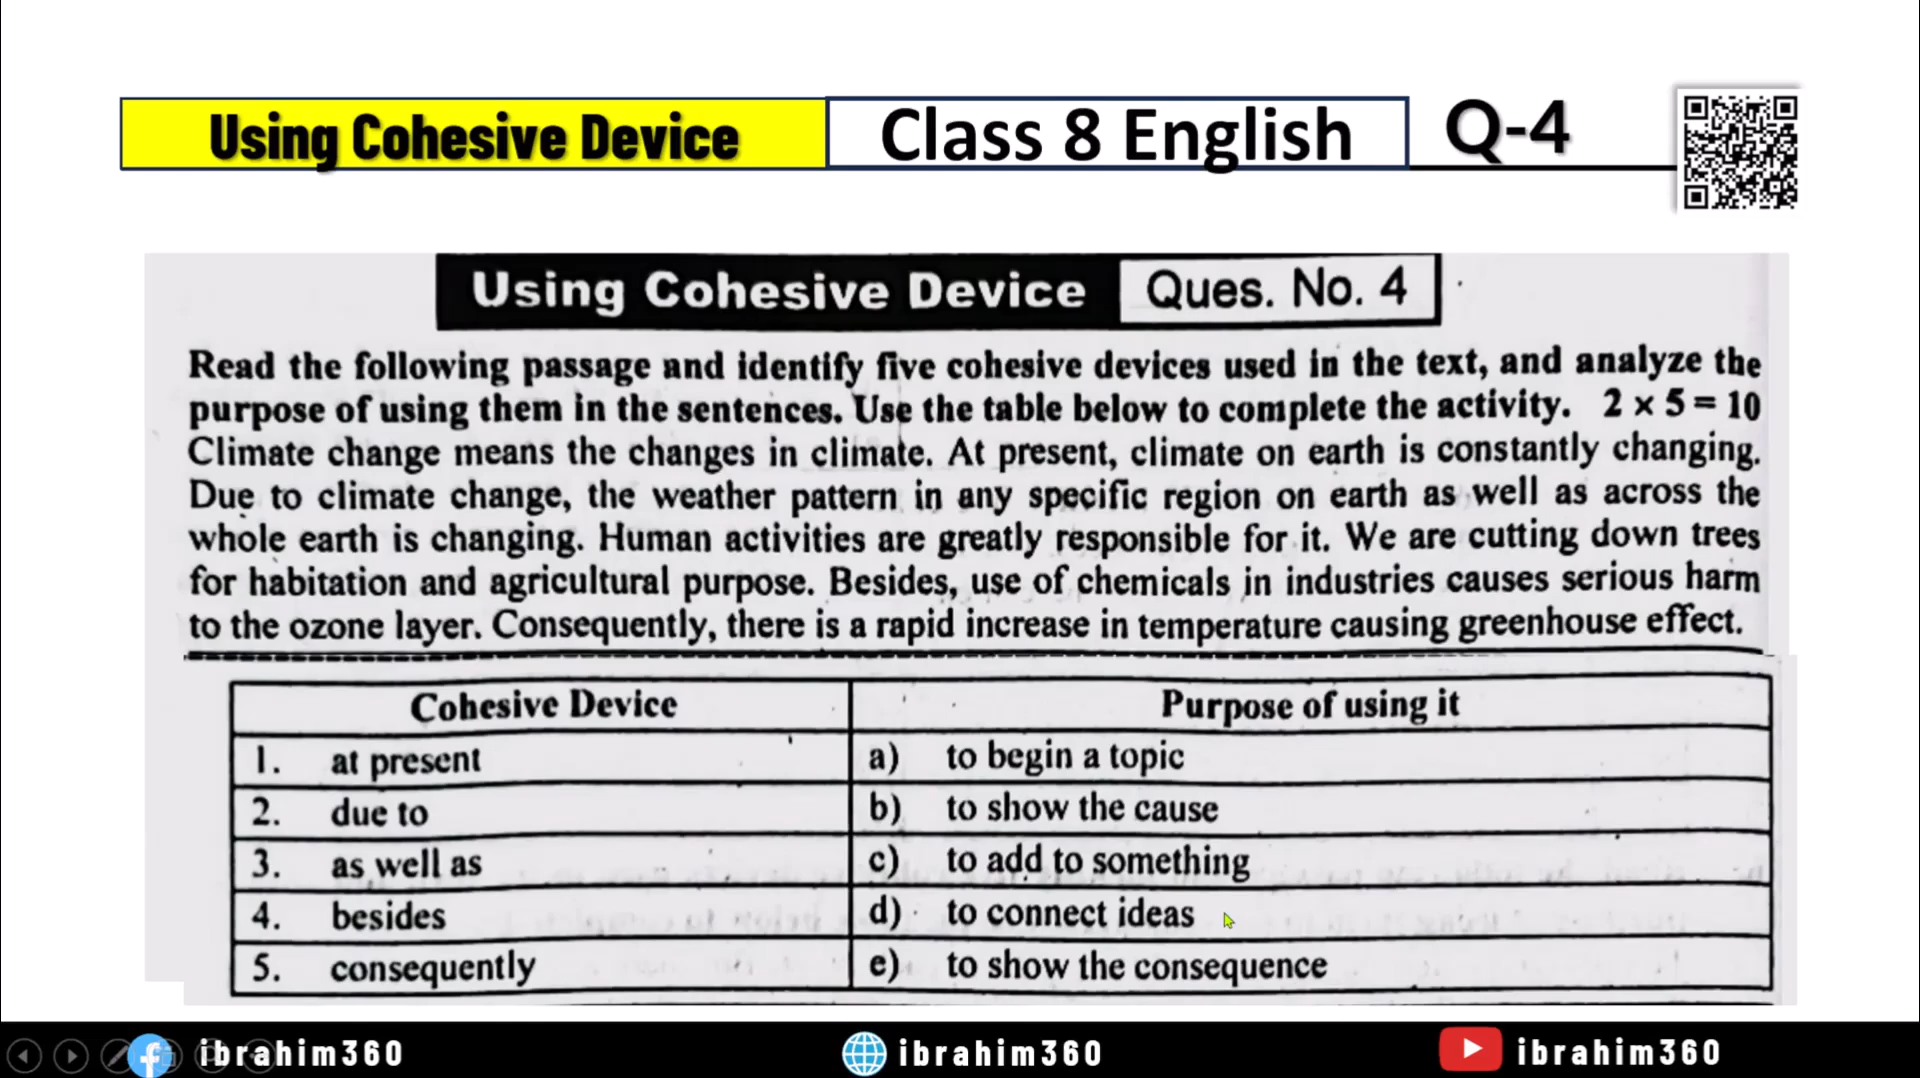 Using Cohesive Device Class 8 English Q-4
Using Cohesive Device Ques. No. 4
Read the following passage and identify five cohesive devices used in the text, and analyze the
purpose of using them in the sentences. Use the table below to complete the activity. 2 × 5 = 10
Climate change means the changes in climate. At present, climate on earth is constantly changing.
Due to climate change, the weather pattern in any specific region on earth as well as across the
whole earth is changing. Human activities are greatly responsible for it. We are cutting down trees
for habitation and agricultural purpose. Besides, use of chemicals in industries causes serious harm
to the ozone layer. Consequently, there is a rapid increase in temperature causing greenhouse effect.
Cohesive Device Purpose of using it
1. at present a) to begin a topic
2. due to b) to show the cause
3. as well as c) to add to something
4. besides d) to connect ideas
5. consequently e) to show the consequence
ibrahim360 ibrahim360 ibrahim360